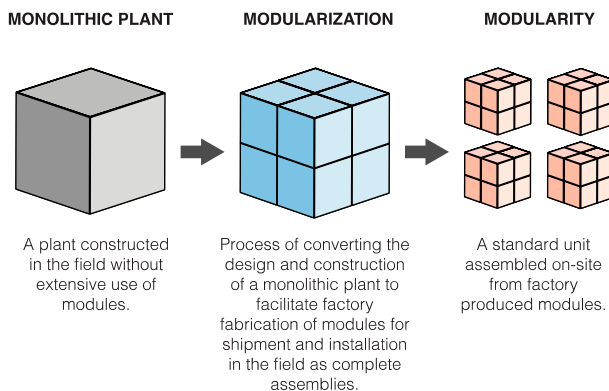 MONOLITHIC PLANT
A plant constructed
in the field without
extensive use of
modules.
MODULARIZATION
Process of converting the
design and construction
of a monolithic plant to
facilitate factory
fabrication of modules for
shipment and installation
in the field as complete
assemblies.
MODULARITY
A standard unit
assembled on-site
from factory
produced modules.